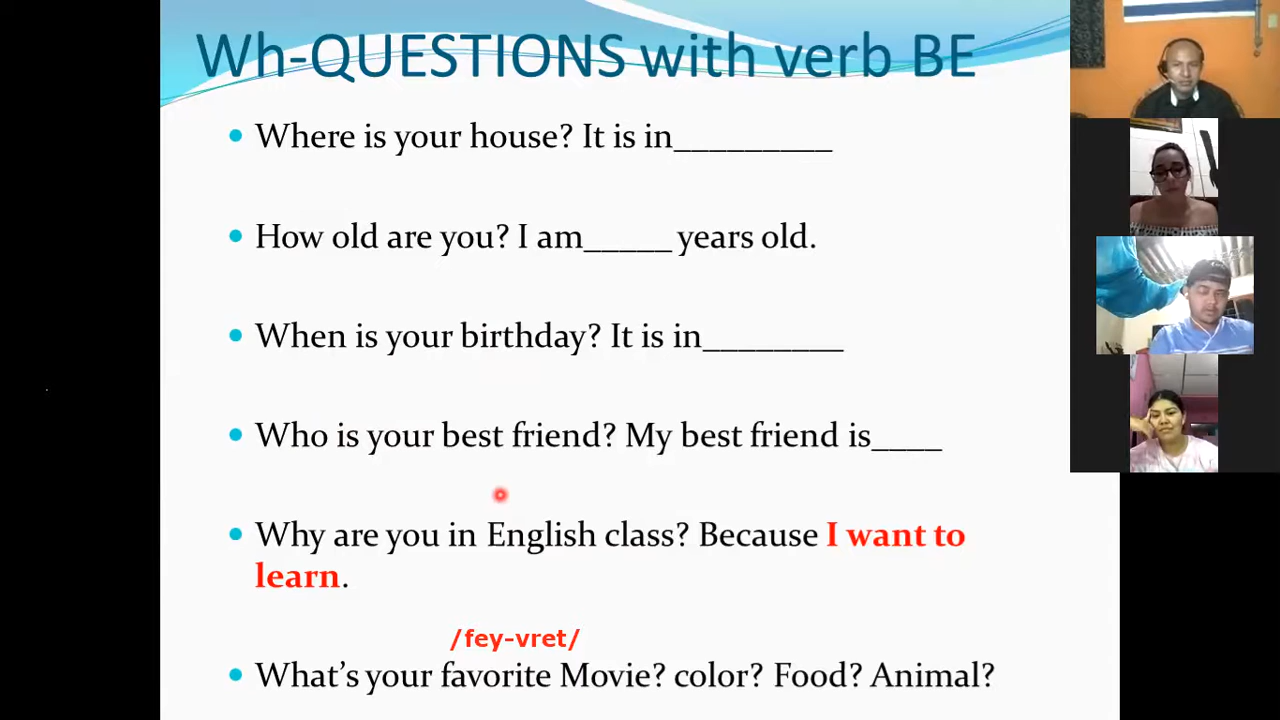 Wh-QUESTIONS with verb BE
Where is your house? It is in_________
How old are you? I am_____ years old.
When is your birthday? It is in________
Who is your best friend? My best friend is____
Why are you in English class? Because I want to
learn.
/fey-vret/
What's your favorite Movie? color? Food? Animal?